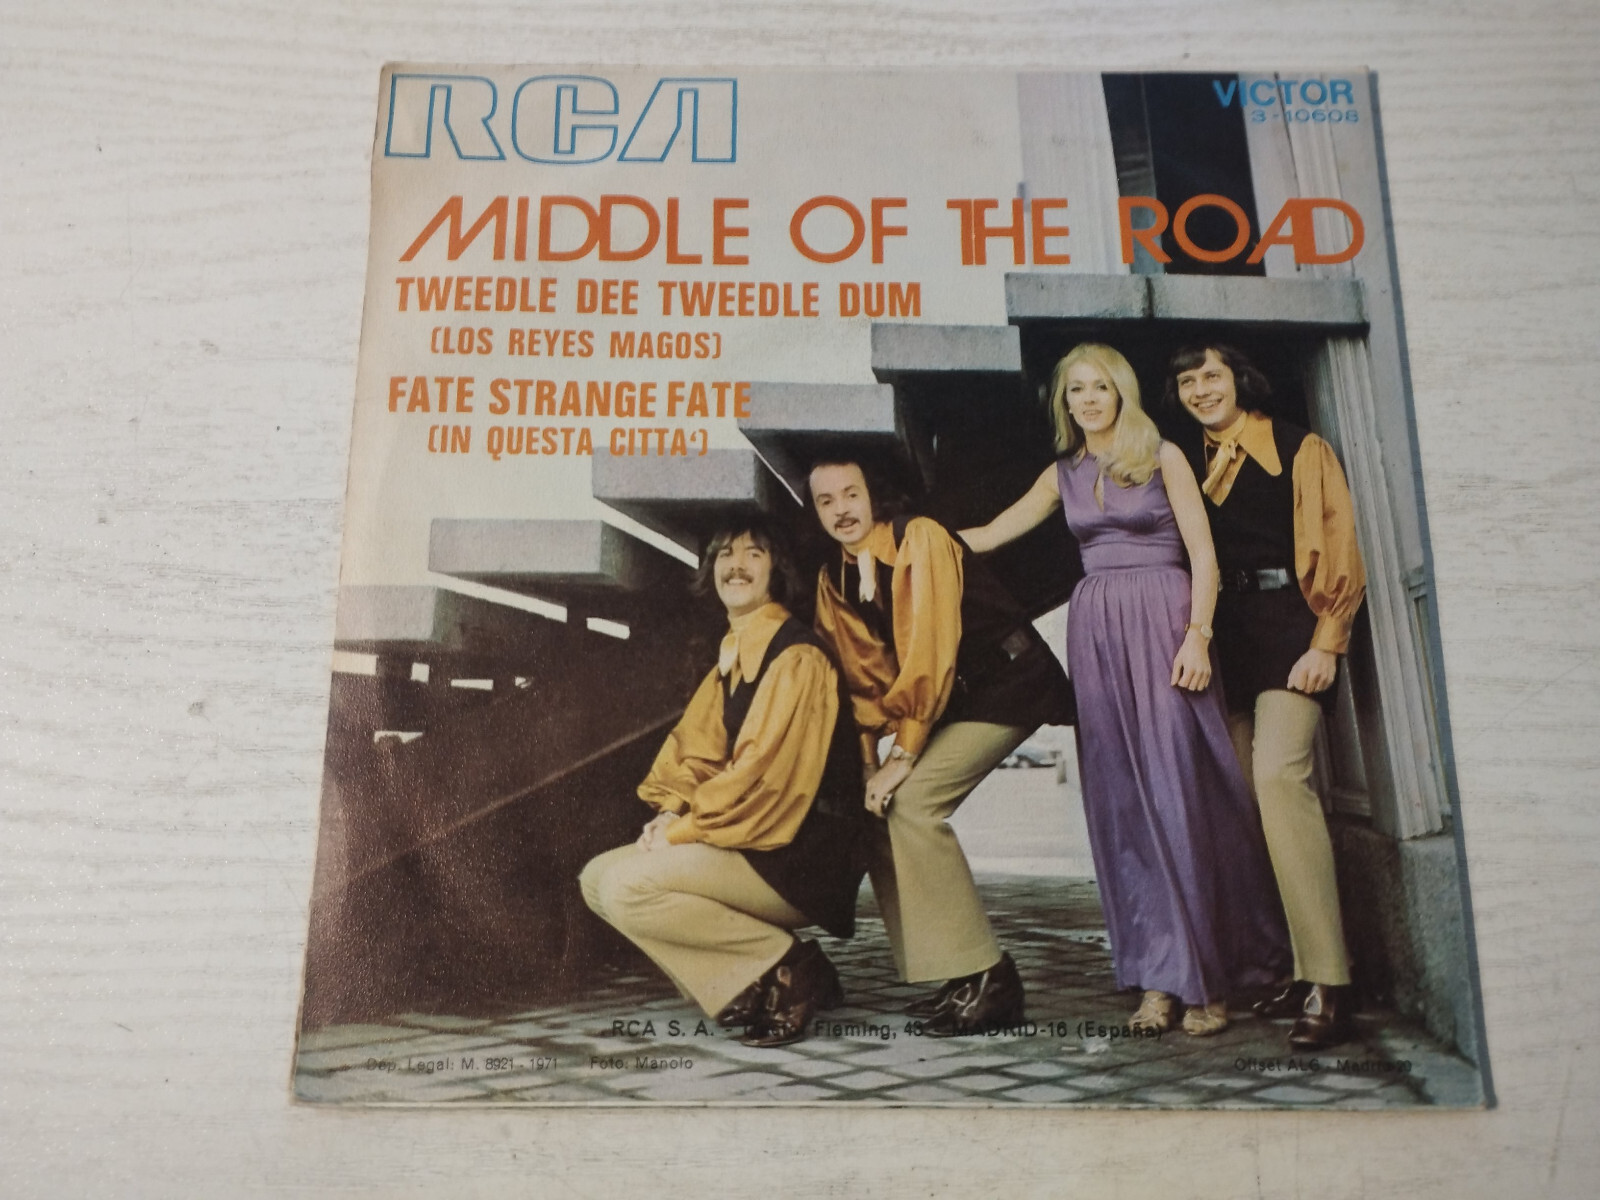 RCA
VICTOR
3-10608
MIDDLE OF THE ROAD
TWEEDLE DEE TWEEDLE DUM
(LOS REYES MAGOS)
FATE STRANGE FATE
(IN QUESTA CITTA‘)
RCA S. A. - Fleming, 43 - MADRID-16 (España)
Dep. Legal: M. 8921 - 1971 Foto: Manolo
Offset ALG - Madrid-20